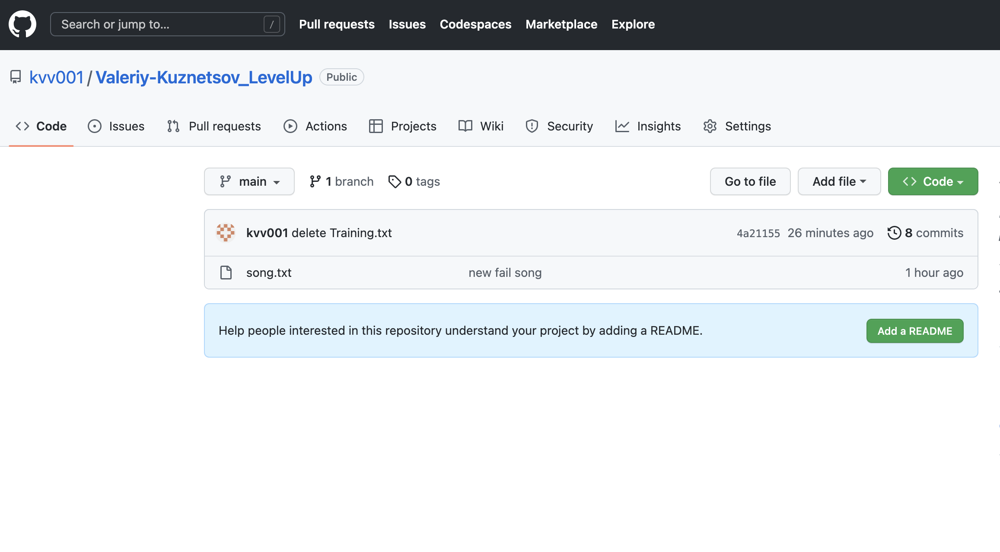 Search or jump to... /
Pull requests Issues Codespaces Marketplace Explore
kvv001 / Valeriy-Kuznetsov_LevelUp Public
Code Issues Pull requests Actions Projects Wiki Security Insights Settings
main 1 branch 0 tags Go to file Add file Code
kvv001 delete Training.txt 4a21155 26 minutes ago 8 commits
song.txt new fail song 1 hour ago
Help people interested in this repository understand your project by adding a README. Add a README